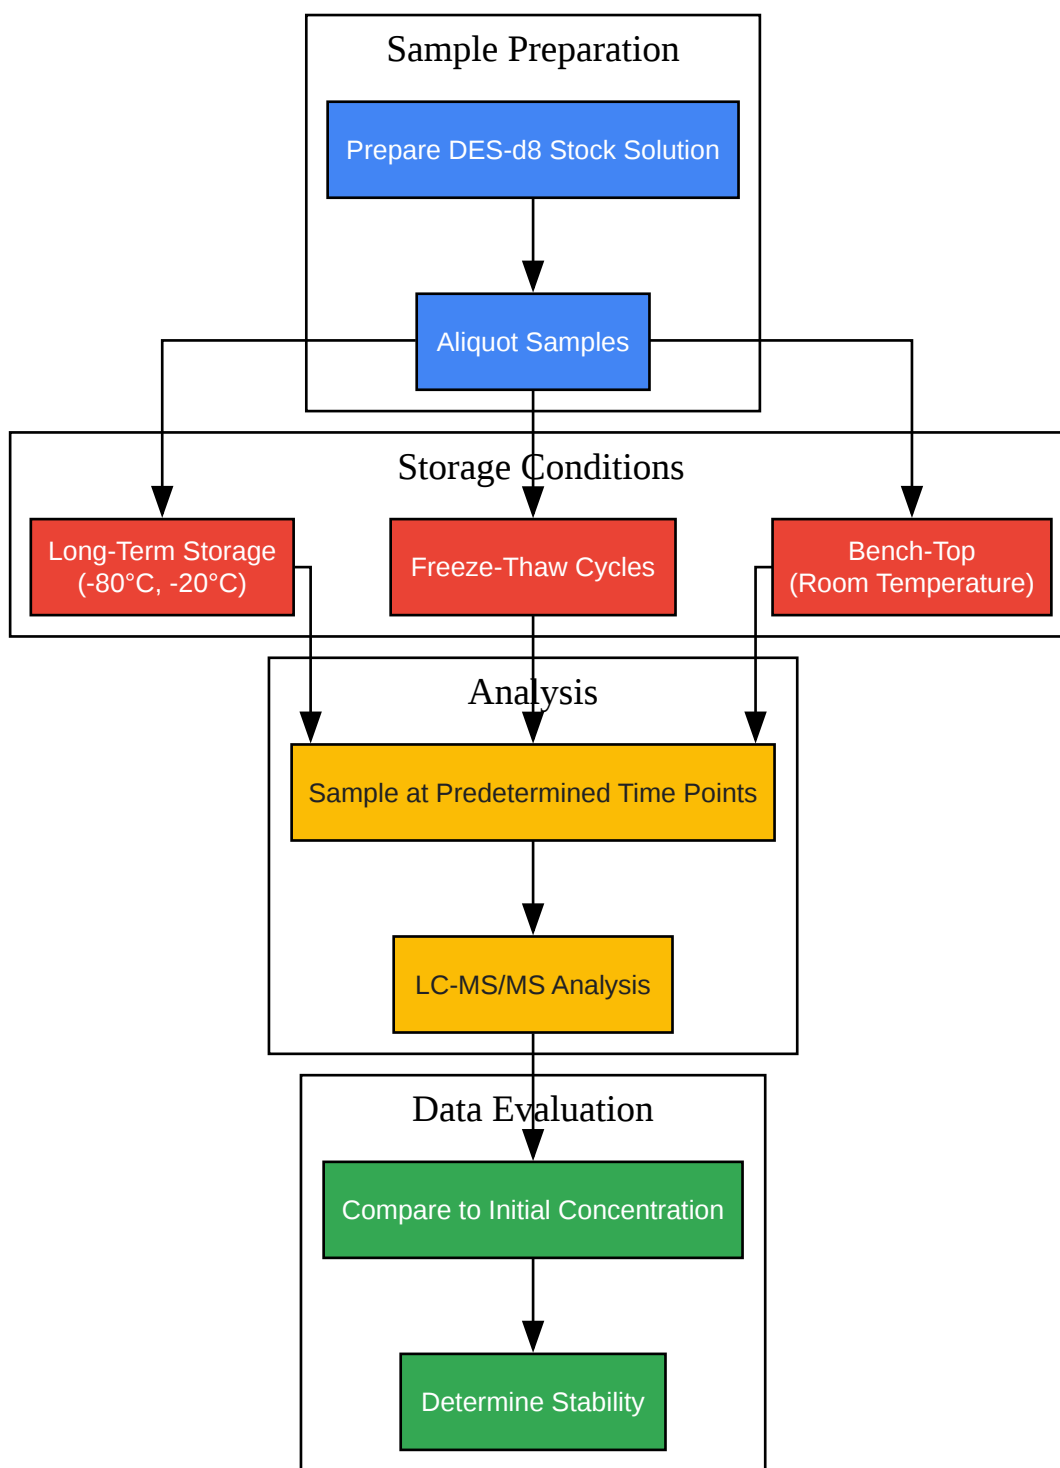 Sample Preparation
Prepare DES-d8 Stock Solution
Aliquot Samples
Storage Conditions
Long-Term Storage
(-80°C, -20°C)
Freeze-Thaw Cycles
Bench-Top
(Room Temperature)
Analysis
Sample at Predetermined Time Points
LC-MS/MS Analysis
Data Evaluation
Compare to Initial Concentration
Determine Stability